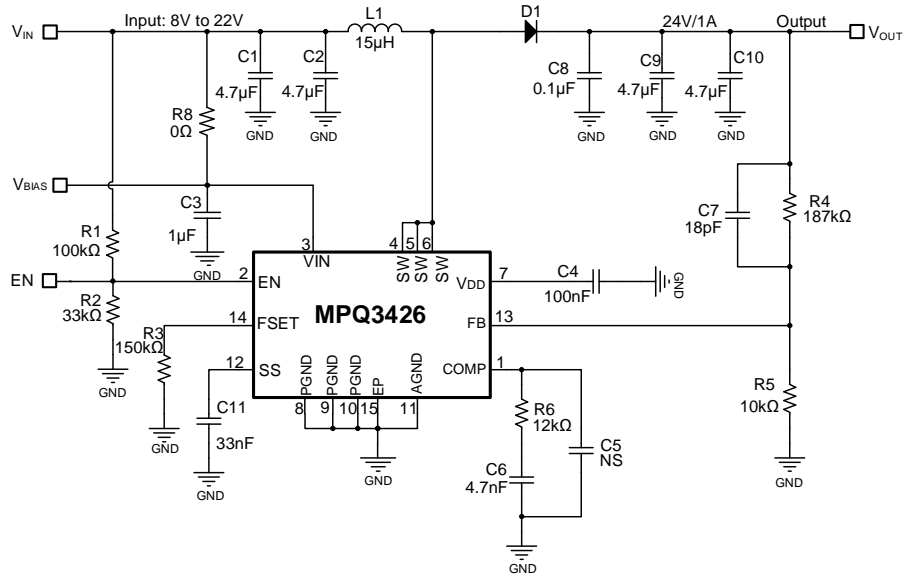 VIN
Input: 8V to 22V
L1
15µH
D1
24V/1A
Output
VOUT
C1
4.7µF
GND
C2
4.7µF
GND
C8
0.1µF
GND
C9
4.7µF
GND
C10
4.7µF
GND
R8
0Ω
VBIAS
C3
1µF
GND
R1
100kΩ
C7
18pF
R4
187kΩ
EN
R2
33kΩ
GND
3
VIN
4
5
6
SW
SW
SW
2
EN
VDD
7
C4
100nF
GND
MPQ3426
14
FSET
FB
13
R3
150kΩ
GND
12
SS
COMP
1
C11
33nF
GND
PGND
PGND
PGND
EP
AGND
8
9
10
15
11
GND
R6
12kΩ
C5
NS
C6
4.7nF
GND
R5
10kΩ
GND